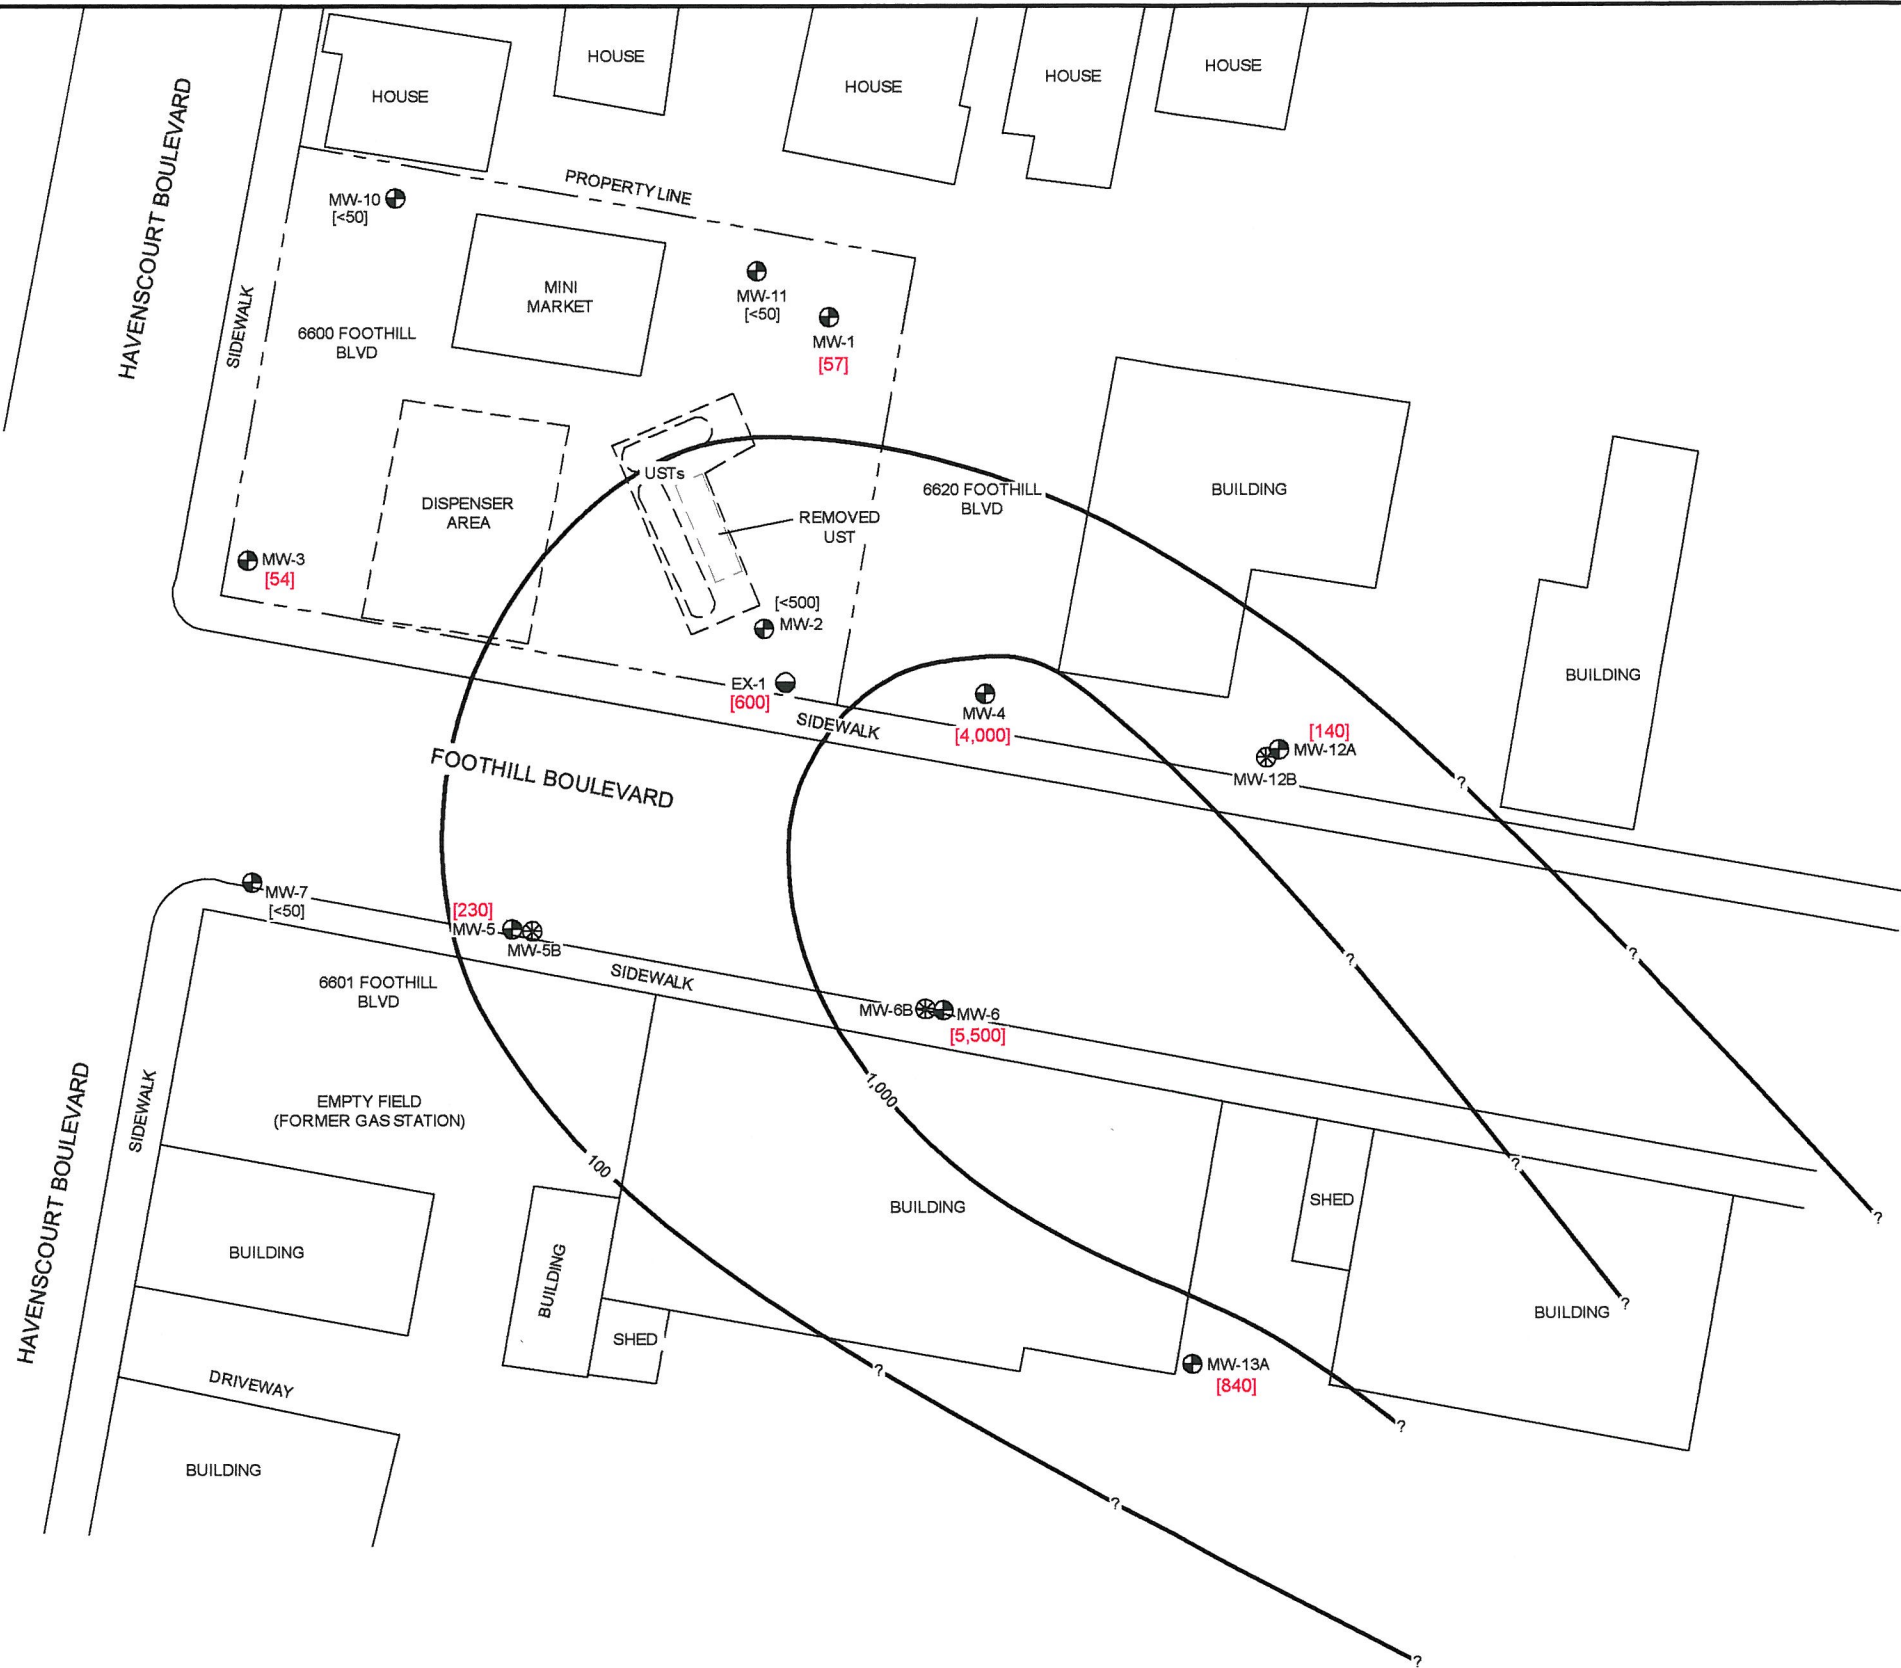 HOUSE
HOUSE
HOUSE
HOUSE
HOUSE
HAVENSCOURT BOULEVARD
SIDEWALK
PROPERTY LINE
MW-10
[<50]
MINI
MARKET
MW-11
[<50]
MW-1
[57]
6600 FOOTHILL
BLVD
DISPENSER
AREA
USTs
REMOVED
UST
6620 FOOTHILL
BLVD
BUILDING
BUILDING
MW-3
[54]
[<500]
MW-2
EX-1
[600]
SIDEWALK
MW-4
[4,000]
[140]
MW-12A
MW-12B
?
FOOTHILL BOULEVARD
MW-7
[<50]
[230]
MW-5
MW-5B
SIDEWALK
?
?
6601 FOOTHILL
BLVD
MW-6B
MW-6
[5,500]
1,000
HAVENSCOURT BOULEVARD
SIDEWALK
EMPTY FIELD
(FORMER GAS STATION)
100
?
?
BUILDING
SHED
BUILDING
BUILDING
SHED
BUILDING
?
MW-13A
[840]
?
?
DRIVEWAY
BUILDING
?
?